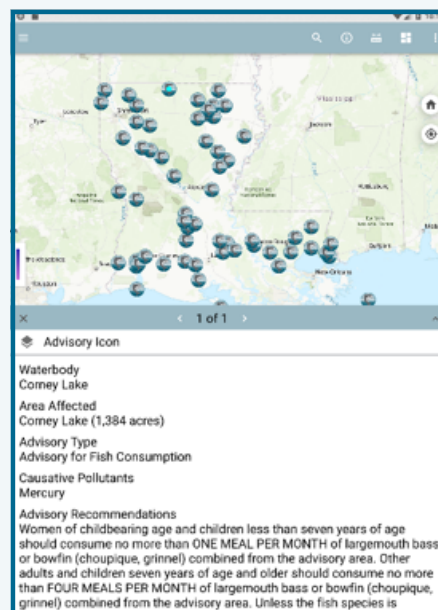 Jackson
New Orleans
Houston
1 of 1
Advisory Icon
Waterbody
Corney Lake
Area Affected
Corney Lake (1,384 acres)
Advisory Type
Advisory for Fish Consumption
Causative Pollutants
Mercury
Advisory Recommendations
Women of childbearing age and children less than seven years of age
should consume no more than ONE MEAL PER MONTH of largemouth bass
or bowfin (choupique, grinnel) combined from the advisory area. Other
adults and children seven years of age and older should consume no more
than FOUR MEALS PER MONTH of largemouth bass or bowfin (choupique,
grinnel) combined from the advisory area. Unless the fish species is